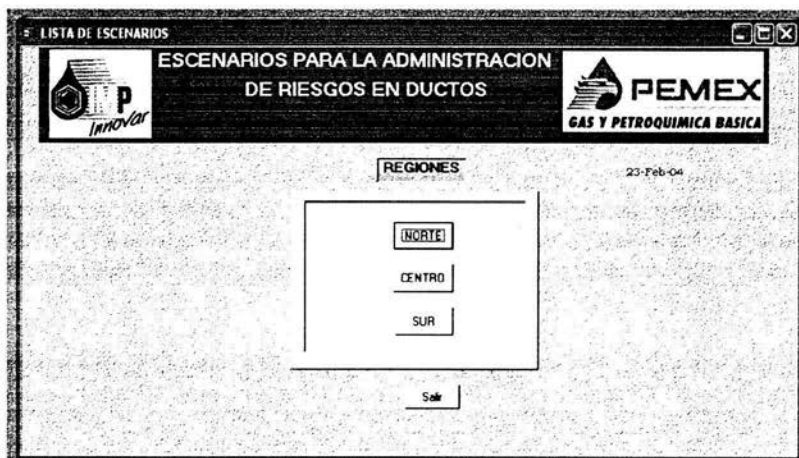 LISTA DE ESCENARIOS
ESCENARIOS PARA LA ADMINISTRACION
DE RIESGOS EN DUCTOS
IMP
Innovar
PEMEX
GAS Y PETROQUIMICA BASICA
REGIONES
23-Feb-04
NORTE
CENTRO
SUR
Salir